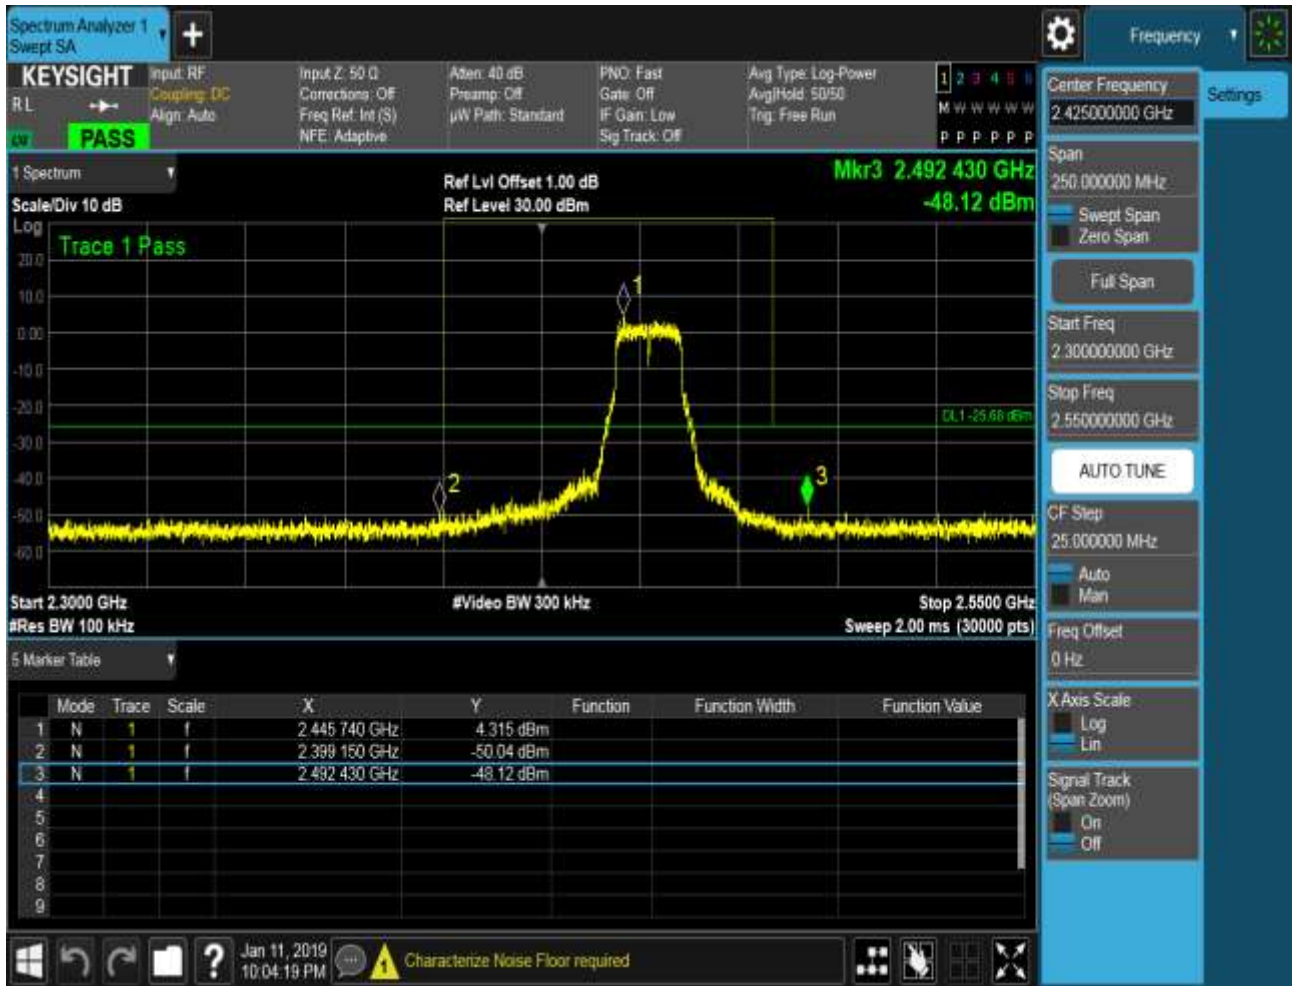 Spectrum Analyzer 1
Swept SA
+
Frequency
KEYSIGHT
R L
PASS
Input: RF
Coupling: DC
Align: Auto
Input Z: 50 Ω
Corrections: Off
Freq Ref: Int (S)
NFE: Adaptive
Atten: 40 dB
Preamp: Off
µW Path: Standard
PNO: Fast
Gate: Off
IF Gain: Low
Sig Track: Off
Avg Type: Log-Power
Avg|Hold: 50/50
Trig: Free Run
1 2 3 4 5 6
M W W W W W
P P P P P P
1 Spectrum
Scale/Div 10 dB
Ref Lvl Offset 1.00 dB
Ref Level 30.00 dBm
Mkr3 2.492 430 GHz
-48.12 dBm
Log
Trace 1 Pass
20.0
10.0
0.00
-10.0
-20.0
-30.0
-40.0
-50.0
-60.0
1
2
3
DL1 -25.68 dBm
Start 2.3000 GHz
#Res BW 100 kHz
#Video BW 300 kHz
Stop 2.5500 GHz
Sweep 2.00 ms (30000 pts)
5 Marker Table
Mode Trace Scale X Y Function Function Width Function Value
1 N 1 f 2.445 740 GHz 4.315 dBm
2 N 1 f 2.399 150 GHz -50.04 dBm
3 N 1 f 2.492 430 GHz -48.12 dBm
4
5
6
7
8
9
Jan 11, 2019
10:04:19 PM
1
Characterize Noise Floor required
?
Center Frequency
2.425000000 GHz
Settings
Span
250.000000 MHz
Swept Span
Zero Span
Full Span
Start Freq
2.300000000 GHz
Stop Freq
2.550000000 GHz
AUTO TUNE
CF Step
25.000000 MHz
Auto
Man
Freq Offset
0 Hz
X Axis Scale
Log
Lin
Signal Track
(Span Zoom)
On
Off